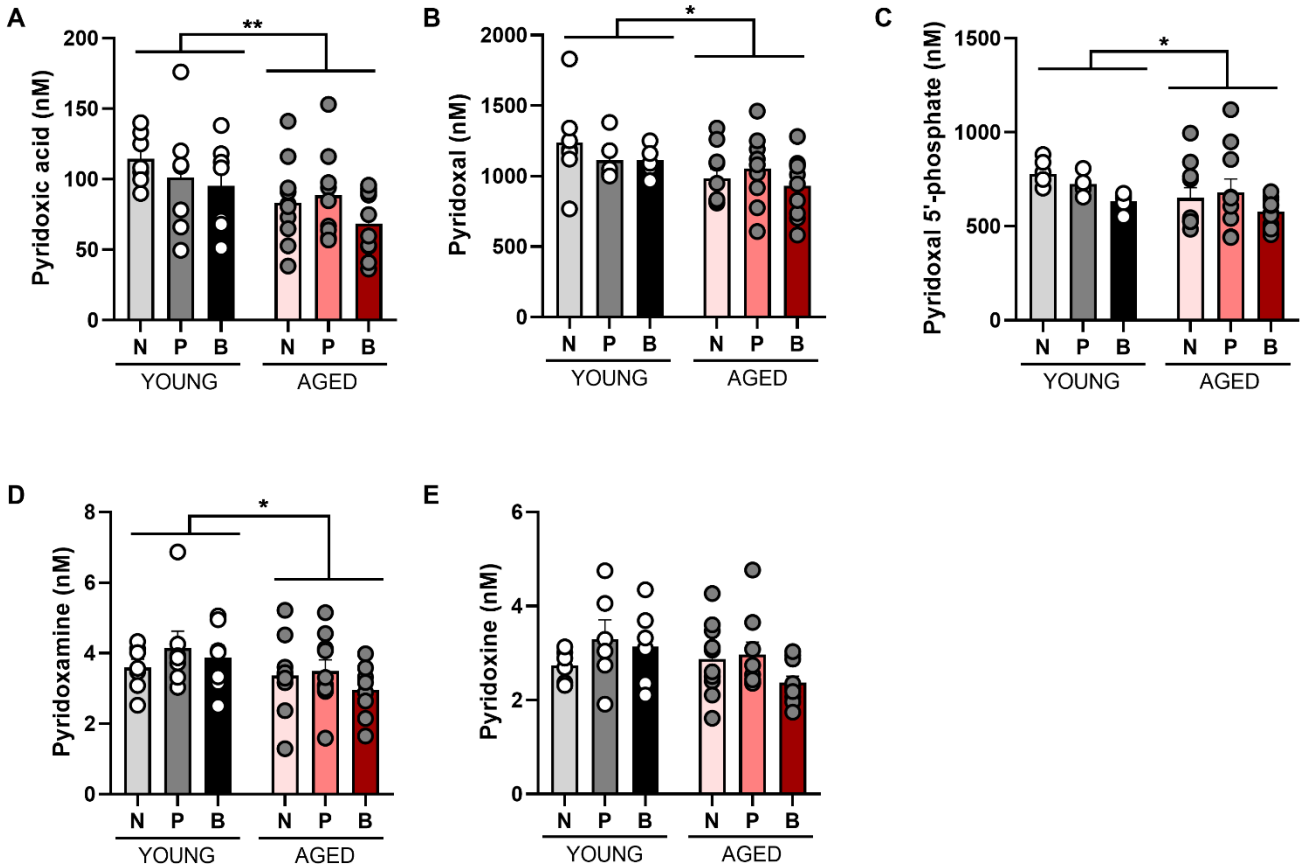 A
Pyridoxic acid (nM)
200
150
100
50
0
**
N P B N P B
YOUNG AGED
B
Pyridoxal (nM)
2000
1500
1000
500
0
*
N P B N P B
YOUNG AGED
C
Pyridoxal 5'-phosphate (nM)
1500
1000
500
0
*
N P B N P B
YOUNG AGED
D
Pyridoxamine (nM)
8
6
4
2
0
*
N P B N P B
YOUNG AGED
E
Pyridoxine (nM)
6
4
2
0
N P B N P B
YOUNG AGED